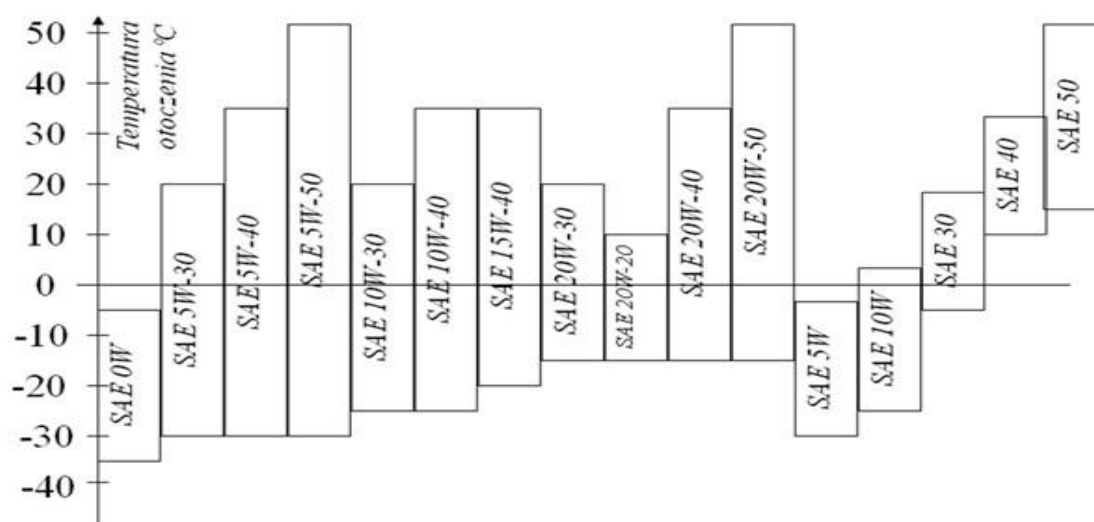 50
40
30
20
10
0
-10
-20
-30
-40
Temperatura
otoczenia °C
SAE 0W
SAE 5W-30
SAE 5W-40
SAE 5W-50
SAE 10W-30
SAE 10W-40
SAE 15W-40
SAE 20W-30
SAE 20W-20
SAE 20W-40
SAE 20W-50
SAE 5W
SAE 10W
SAE 30
SAE 40
SAE 50